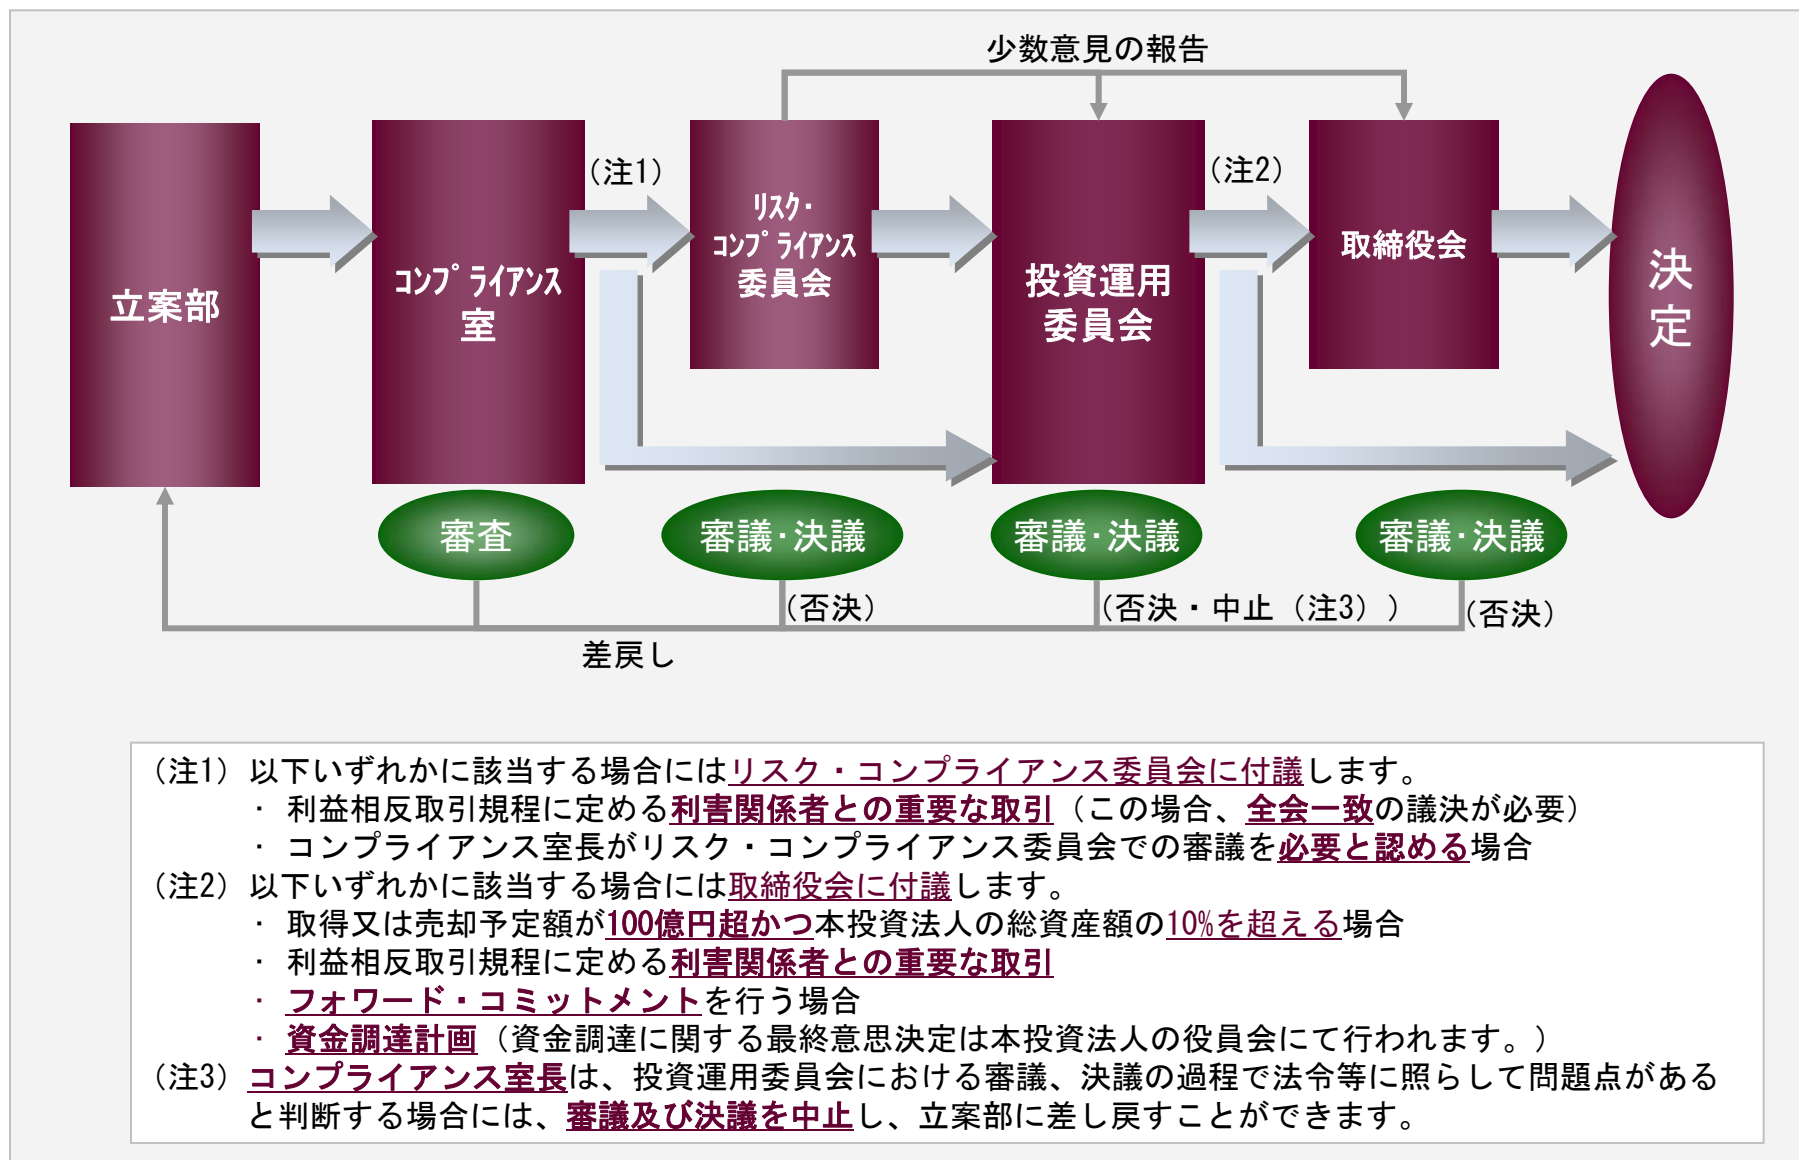 少数意見の報告
立案部
コンプライアンス
室
(注1)
リスク・
コンプライアンス
委員会
投資運用
委員会
(注2)
取締役会
決
定
審査
審議・決議
審議・決議
審議・決議
(否決)
(否決・中止(注3))
(否決)
差戻し
(注1)以下いずれかに該当する場合にはリスク・コンプライアンス委員会に付議します。
・ 利益相反取引規程に定める利害関係者との重要な取引(この場合、全会一致の議決が必要)
・ コンプライアンス室長がリスク・コンプライアンス委員会での審議を必要と認める場合
(注2)以下いずれかに該当する場合には取締役会に付議します。
・ 取得又は売却予定額が100億円超かつ本投資法人の総資産額の10%を超える場合
・ 利益相反取引規程に定める利害関係者との重要な取引
・ フォワード・コミットメントを行う場合
・ 資金調達計画(資金調達に関する最終意思決定は本投資法人の役員会にて行われます。)
(注3)コンプライアンス室長は、投資運用委員会における審議、決議の過程で法令等に照らして問題点がある
と判断する場合には、審議及び決議を中止し、立案部に差し戻すことができます。